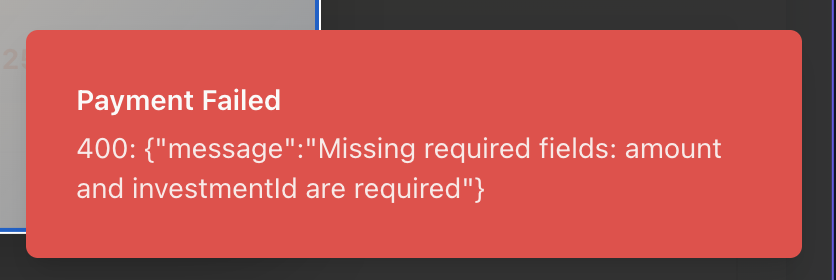 Payment Failed
400: {"message":"Missing required fields: amount
and investmentId are required"}